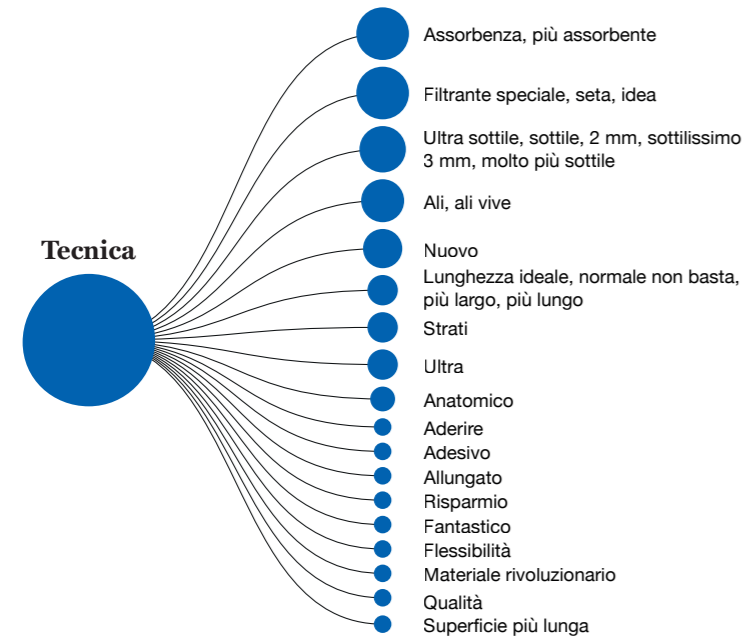 Assorbenza, più assorbente
Filtrante speciale, seta, idea
Ultra sottile, sottile, 2 mm, sottilissimo
3 mm, molto più sottile
Ali, ali vive
Tecnica
Nuovo
Lunghezza ideale, normale non basta,
più largo, più lungo
Strati
Ultra
Anatomico
Aderire
Adesivo
Allungato
Risparmio
Fantastico
Flessibilità
Materiale rivoluzionario
Qualità
Superficie più lunga